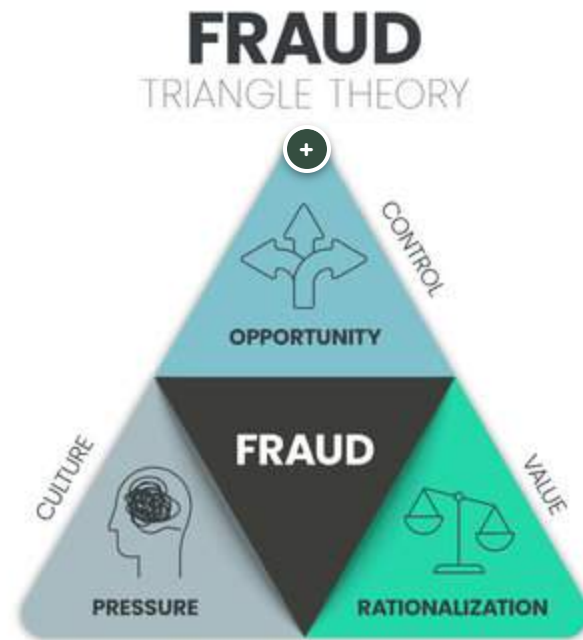 FRAUD
TRIANGLE THEORY
+
CONTROL
OPPORTUNITY
FRAUD
CULTURE
VALUE
PRESSURE
RATIONALIZATION